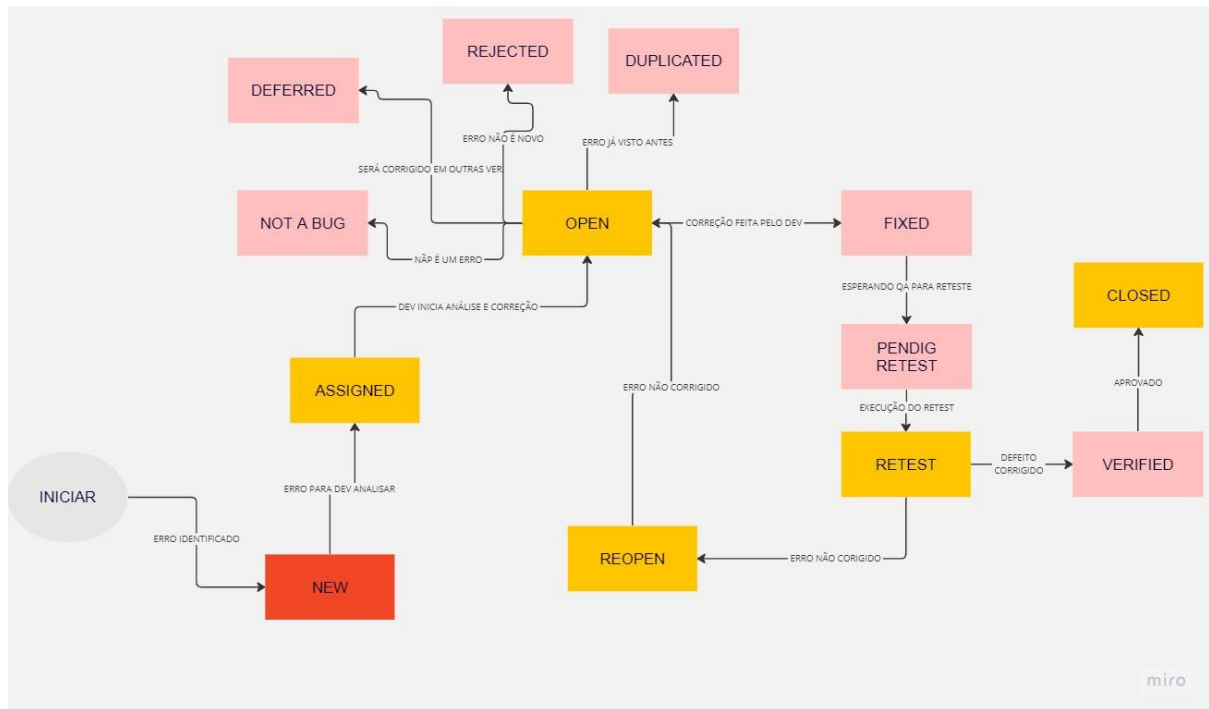 REJECTED
DUPLICATED
DEFERRED
ERRO NÃO É NOVO
ERRO JÁ VISTO ANTES
SERÁ CORRIGIDO EM OUTRAS VER
NOT A BUG
OPEN
CORREÇÃO FEITA PELO DEV
FIXED
NÃP É UM ERRO
ESPERANDO QA PARA RETESTE
CLOSED
DEV INICIA ANÁLISE E CORREÇÃO
PENDIG
RETEST
ASSIGNED
ERRO NÃO CORRIGIDO
APROVADO
EXECUÇÃO DO RETEST
RETEST
DEFEITO
CORRIGIDO
VERIFIED
ERRO PARA DEV ANALISAR
INICIAR
ERRO IDENTIFICADO
REOPEN
ERRO NÃO CORIGIDO
NEW
miro